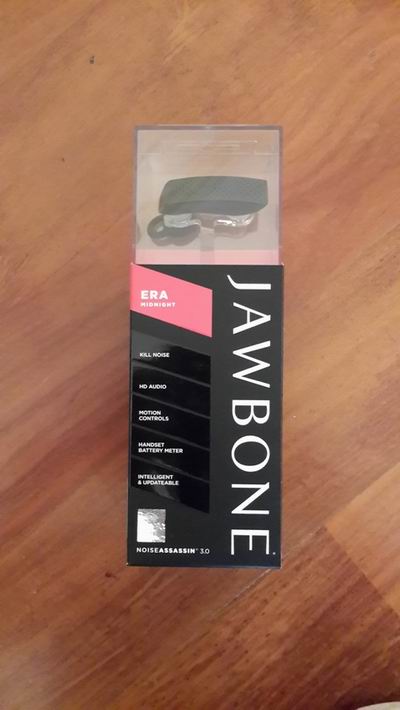 ERA
MIDNIGHT
JAWBONE
KILL NOISE
HD AUDIO
MOTION
CONTROLS
HANDSET
BATTERY METER
INTELLIGENT
& UPDATEABLE
NOISEASSASSIN® 3.0